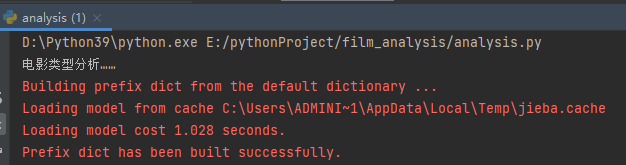 analysis (1)
D:\Python39\python.exe E:/pythonProject/film_analysis/analysis.py
电影类型分析……
Building prefix dict from the default dictionary ...
Loading model from cache C:\Users\ADMINI~1\AppData\Local\Temp\jieba.cache
Loading model cost 1.028 seconds.
Prefix dict has been built successfully.